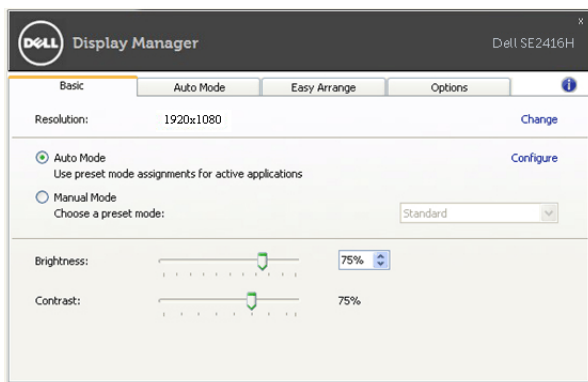 x
DELL Display Manager Dell SE2416H
Basic Auto Mode Easy Arrange Options i
Resolution: 1920x1080 Change
Auto Mode Configure
Use preset mode assignments for active applications
Manual Mode
Choose a preset mode: Standard
Brightness: 75%
Contrast: 75%